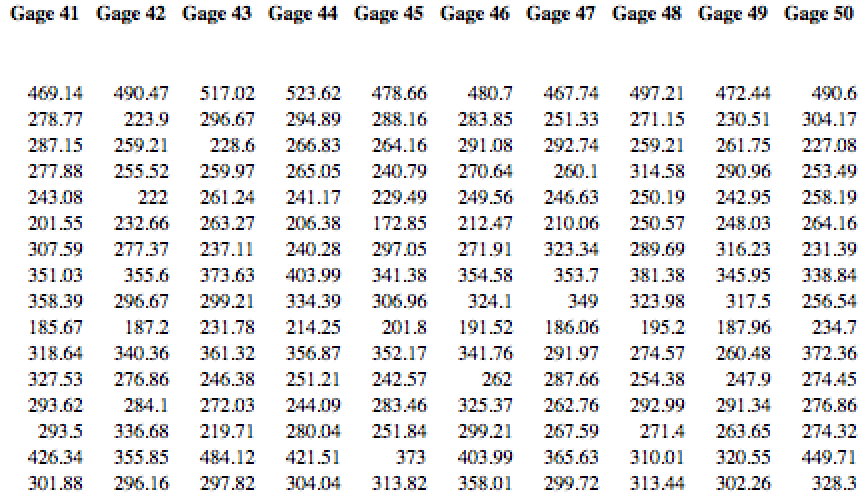 Gage 41 Gage 42 Gage 43 Gage 44 Gage 45 Gage 46 Gage 47 Gage 48 Gage 49 Gage 50
469.14 490.47 517.02 523.62 478.66 480.7 467.74 497.21 472.44 490.6
278.77 223.9 296.67 294.89 288.16 283.85 251.33 271.15 230.51 304.17
287.15 259.21 228.6 266.83 264.16 291.08 292.74 259.21 261.75 227.08
277.88 255.52 259.97 265.05 240.79 270.64 260.1 314.58 290.96 253.49
243.08 222 261.24 241.17 229.49 249.56 246.63 250.19 242.95 258.19
201.55 232.66 263.27 206.38 172.85 212.47 210.06 250.57 248.03 264.16
307.59 277.37 237.11 240.28 297.05 271.91 323.34 289.69 316.23 231.39
351.03 355.6 373.63 403.99 341.38 354.58 353.7 381.38 345.95 338.84
358.39 296.67 299.21 334.39 306.96 324.1 349 323.98 317.5 256.54
185.67 187.2 231.78 214.25 201.8 191.52 186.06 195.2 187.96 234.7
318.64 340.36 361.32 356.87 352.17 341.76 291.97 274.57 260.48 372.36
327.53 276.86 246.38 251.21 242.57 262 287.66 254.38 247.9 274.45
293.62 284.1 272.03 244.09 283.46 325.37 262.76 292.99 291.34 276.86
293.5 336.68 219.71 280.04 251.84 299.21 267.59 271.4 263.65 274.32
426.34 355.85 484.12 421.51 373 403.99 365.63 310.01 320.55 449.71
301.88 296.16 297.82 304.04 313.82 358.01 299.72 313.44 302.26 328.3